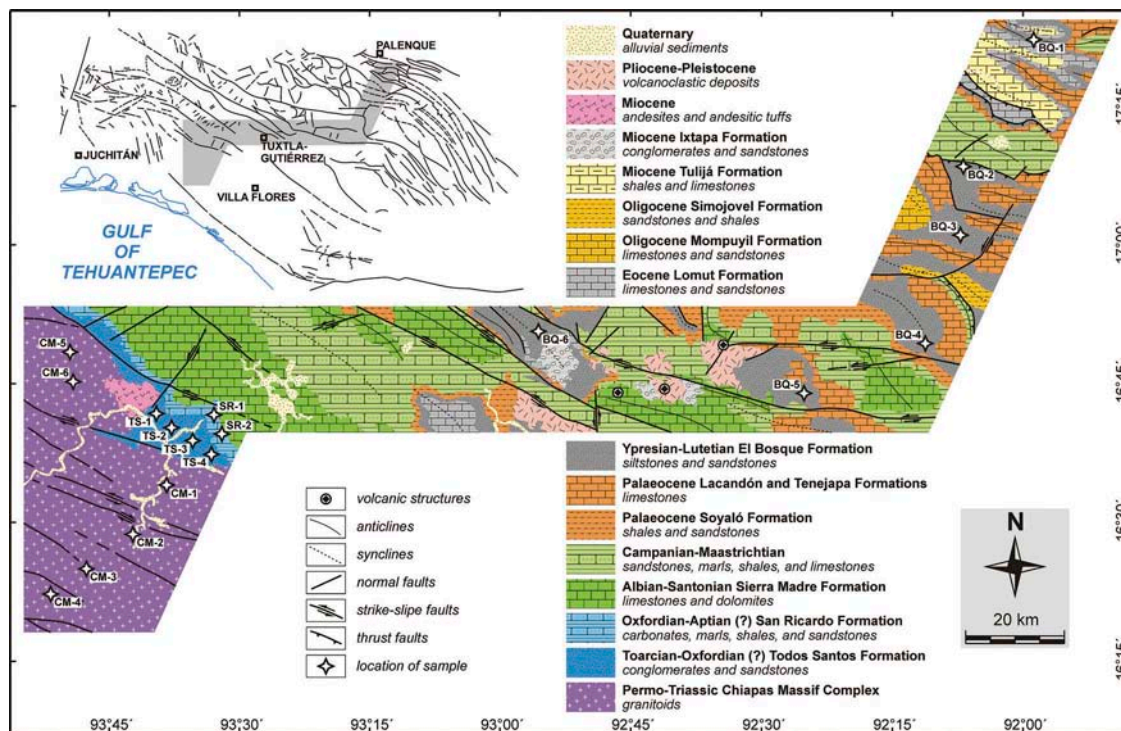 PALENQUE
TUXTLA-
GUTIÉRREZ
JUCHITÁN
VILLA FLORES
GULF
OF
TEHUANTEPEC
Quaternary
alluvial sediments
Pliocene-Pleistocene
volcanoclastic deposits
Miocene
andesites and andesitic tuffs
Miocene Ixtapa Formation
conglomerates and sandstones
Miocene Tulijá Formation
shales and limestones
Oligocene Simojovel Formation
sandstones and shales
Oligocene Mompuyil Formation
limestones and sandstones
Eocene Lomut Formation
limestones and sandstones
BQ-1
BQ-2
BQ-3
BQ-4
BQ-5
BQ-6
CM-5
CM-6
TS-1
TS-2
TS-3
TS-4
SR-1
SR-2
CM-1
CM-2
CM-3
CM-4
volcanic structures
anticlines
synclines
normal faults
strike-slipe faults
thrust faults
location of sample
Ypresian-Lutetian El Bosque Formation
siltstones and sandstones
Palaeocene Lacandón and Tenejapa Formations
limestones
Palaeocene Soyaló Formation
shales and sandstones
Campanian-Maastrichtian
sandstones, marls, shales, and limestones
Albian-Santonian Sierra Madre Formation
limestones and dolomites
Oxfordian-Aptian (?) San Ricardo Formation
carbonates, marls, shales, and sandstones
Toarcian-Oxfordian (?) Todos Santos Formation
conglomerates and sandstones
Permo-Triassic Chiapas Massif Complex
granitoids
N
20 km
17°15´
17°00´
16°45´
16°30´
16°15´
93°45´
93°30´
93°15´
93°00´
92°45´
92°30´
92°15´
92°00´